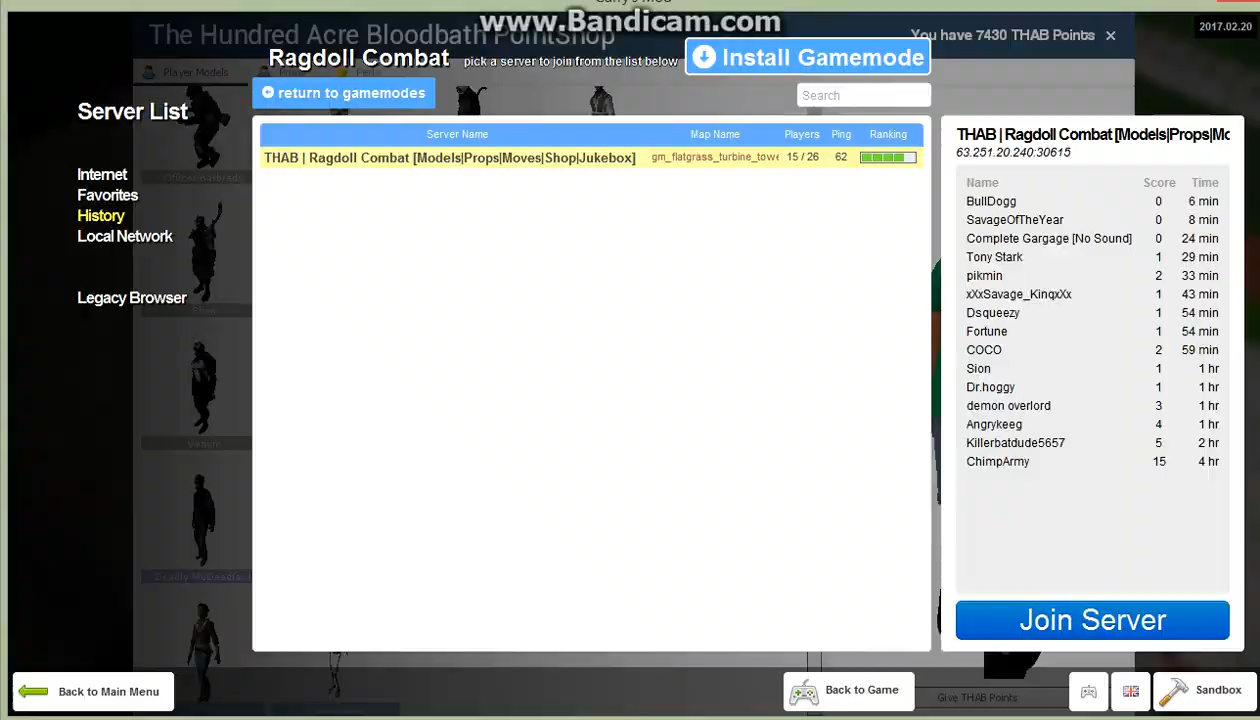 Garry's Mod
www.Bandicam.com
The Hundred Acre Bloodbath PointShop
You have 7430 THAB Points
2017.02.20
Ragdoll Combat pick a server to join from the list below
Install Gamemode
Player Models
return to gamemodes
Search
Server List
Internet
Favorites
History
Local Network
Legacy Browser
Server Name Map Name Players Ping Ranking
THAB | Ragdoll Combat [Models|Props|Moves|Shop|Jukebox] gm_flatgrass_turbine_towe 15 / 26 62
THAB | Ragdoll Combat [Models|Props|Mo
63.251.20.240:30615
Name Score Time
BullDogg 0 6 min
SavageOfTheYear 0 8 min
Complete Gargage [No Sound] 0 24 min
Tony Stark 1 29 min
pikmin 2 33 min
xXxSavage_KinqxXx 1 43 min
Dsqueezy 1 54 min
Fortune 1 54 min
COCO 2 59 min
Sion 1 1 hr
Dr.hoggy 1 1 hr
demon overlord 3 1 hr
Angrykeeg 4 1 hr
Killerbatdude5657 5 2 hr
ChimpArmy 15 4 hr
Join Server
Back to Main Menu
Back to Game
Give THAB Points
Sandbox